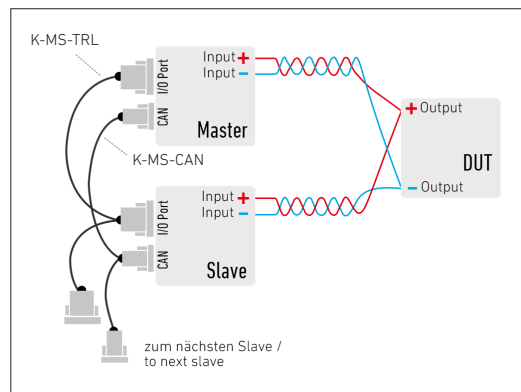 K-MS-TRL
I/O Port
CAN
Input +
Input -
Master
K-MS-CAN
+ Output
DUT
- Output
I/O Port
CAN
Input +
Input -
Slave
zum nächsten Slave /
to next slave